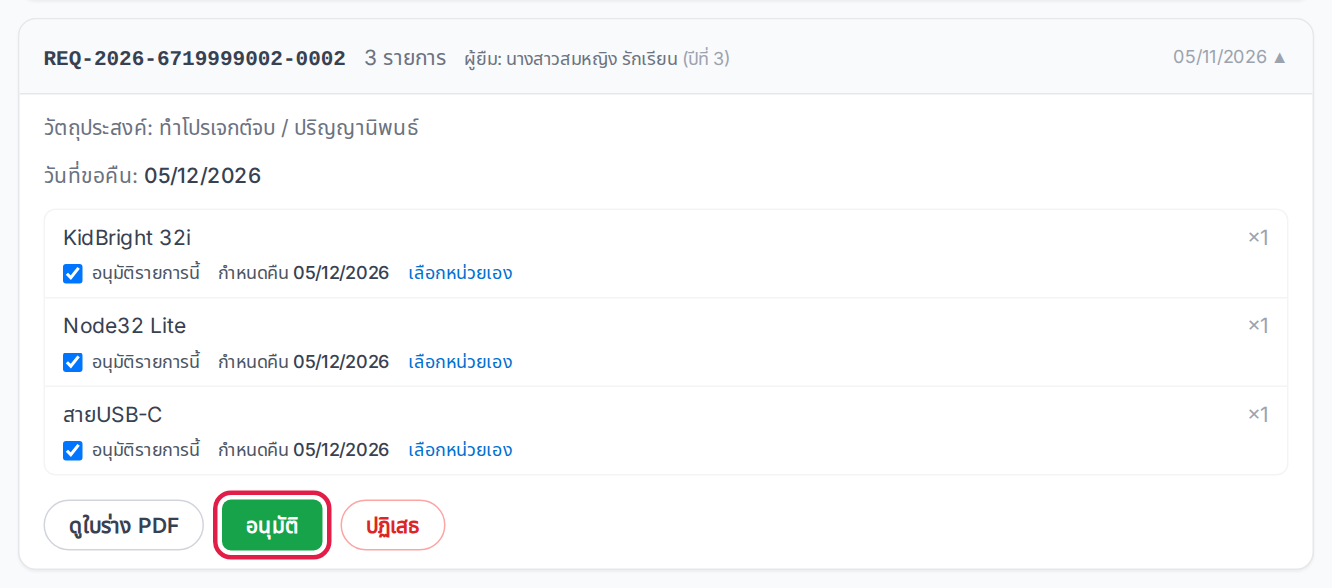 REQ-2026-6719999002-0002 3 รายการ ผู้ยืม: นางสาวสมหญิง รักเรียน (ปีที่ 3) 05/11/2026 ▲
วัตถุประสงค์: ทำโปรเจกต์จบ / ปริญญานิพนธ์
วันที่ขอคืน: 05/12/2026
KidBright 32i ×1
อนุมัติรายการนี้ กำหนดคืน 05/12/2026 เลือกหน่วยเอง
Node32 Lite ×1
อนุมัติรายการนี้ กำหนดคืน 05/12/2026 เลือกหน่วยเอง
สายUSB-C ×1
อนุมัติรายการนี้ กำหนดคืน 05/12/2026 เลือกหน่วยเอง
ดูใบร่าง PDF อนุมัติ ปฏิเสธ